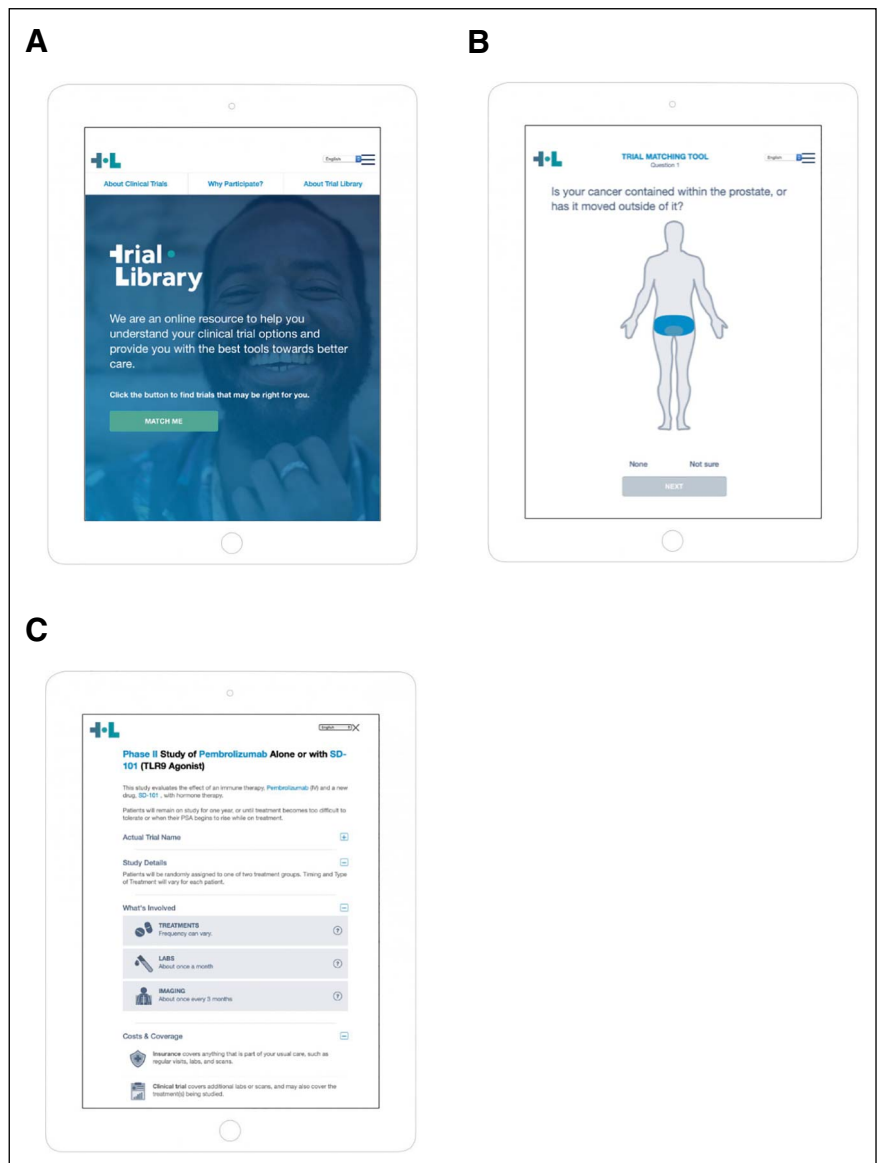 A
English
About Clinical Trials Why Participate? About Trial Library
Trial
Library
We are an online resource to help you
understand your clinical trial options and
provide you with the best tools towards better
care.
Click the button to find trials that may be right for you.
MATCH ME
B
TRIAL MATCHING TOOL
English
Question 1
Is your cancer contained within the prostate, or
has it moved outside of it?
None Not sure
NEXT
C
English
Phase II Study of Pembrolizumab Alone or with SD-
101 (TLR9 Agonist)
This study evaluates the effect of an immune therapy, Pembrolizumab (IV) and a new
drug, SD-101 , with hormone therapy.
Patients will remain on study for one year, or until treatment becomes too difficult to
tolerate or when their PSA begins to rise while on treatment.
Actual Trial Name
Study Details
Patients will be randomly assigned to one of two treatment groups. Timing and Type
of Treatment will vary for each patient.
What's Involved
TREATMENTS
Frequency can vary.
LABS
About once a month
IMAGING
About once every 3 months
Costs & Coverage
Insurance covers anything that is part of your usual care, such as
regular visits, labs, and scans.
Clinical trial covers additional labs or scans, and may also cover the
treatment(s) being studied.